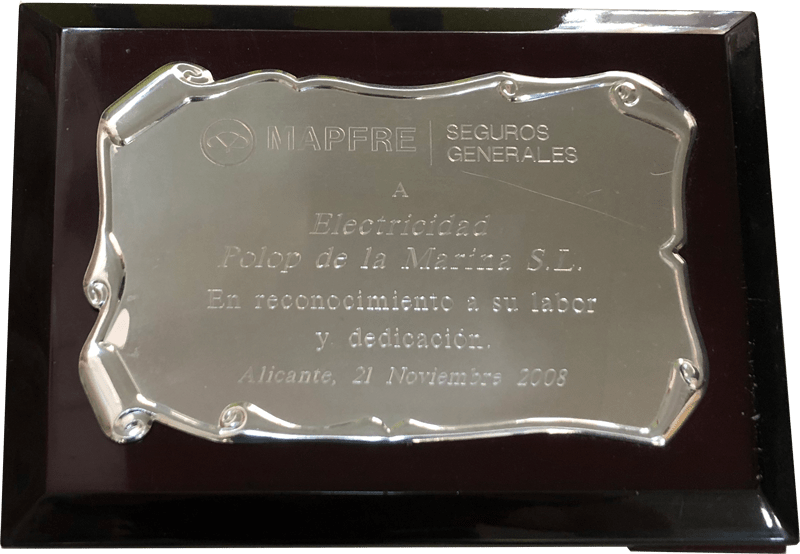 MAPFRE
SEGUROS
GENERALES
A
Electricidad
Polop de la Marina S.L.
En reconocimiento a su labor
y dedicación.
Alicante, 21 Noviembre 2008